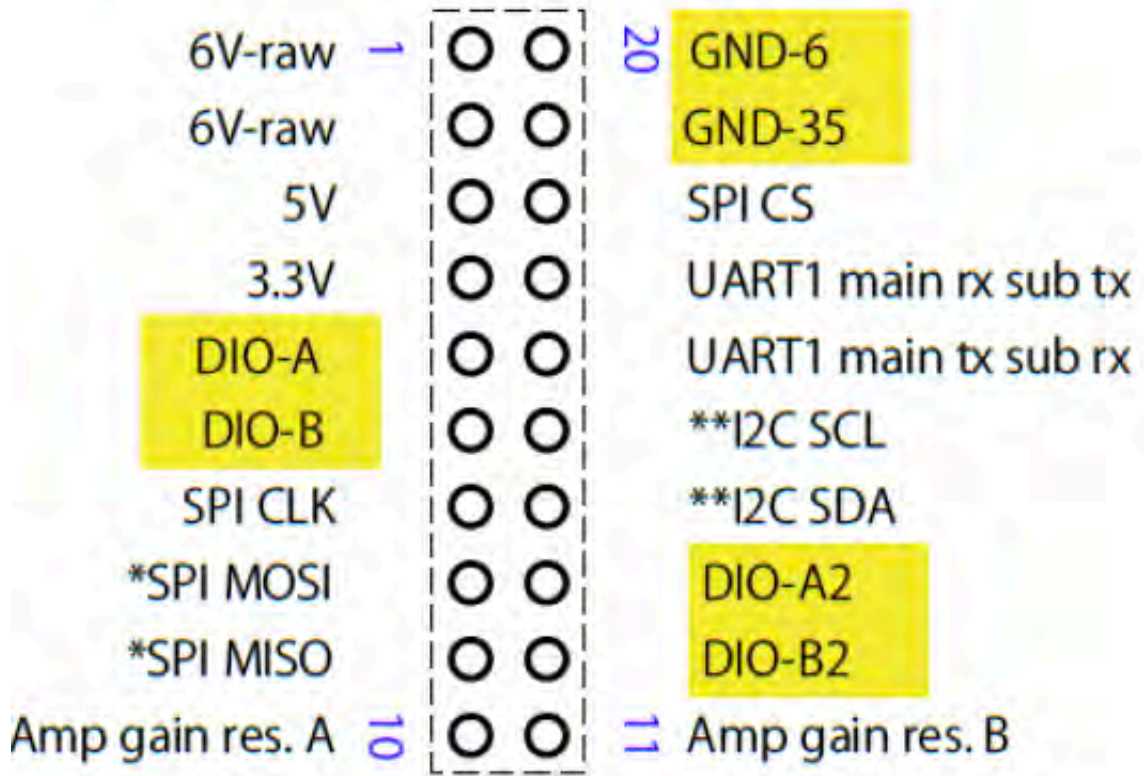 6V-raw 1 20 GND-6
6V-raw GND-35
5V SPI CS
3.3V UART1 main rx sub tx
DIO-A UART1 main tx sub rx
DIO-B **I2C SCL
SPI CLK **I2C SDA
*SPI MOSI DIO-A2
*SPI MISO DIO-B2
Amp gain res. A 10 11 Amp gain res. B